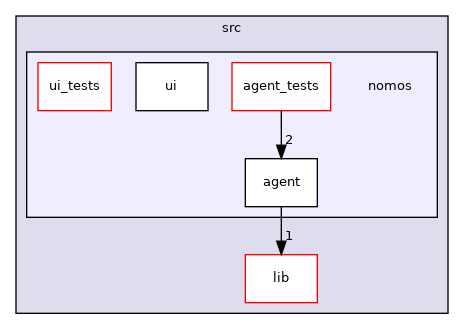 src
ui_tests
ui
agent_tests
nomos
2
agent
1
lib